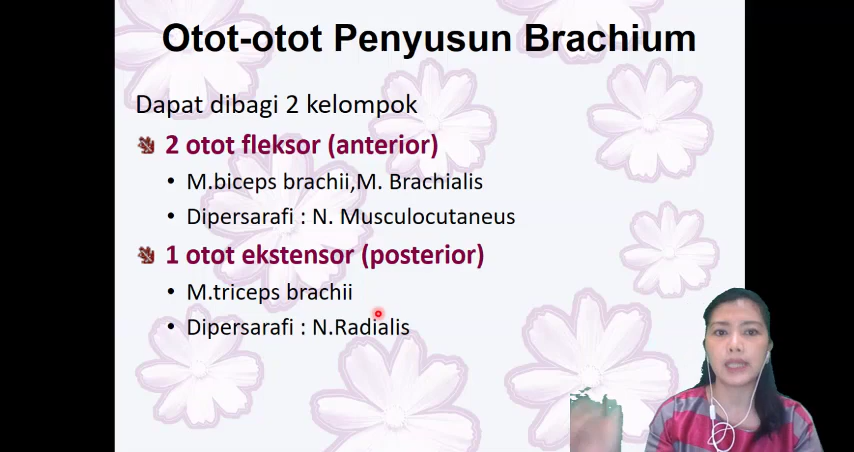 Otot-otot Penyusun Brachium
Dapat dibagi 2 kelompok
2 otot fleksor (anterior)
• M.biceps brachii,M. Brachialis
• Dipersarafi : N. Musculocutaneus
1 otot ekstensor (posterior)
• M.triceps brachii
• Dipersarafi : N.Radialis